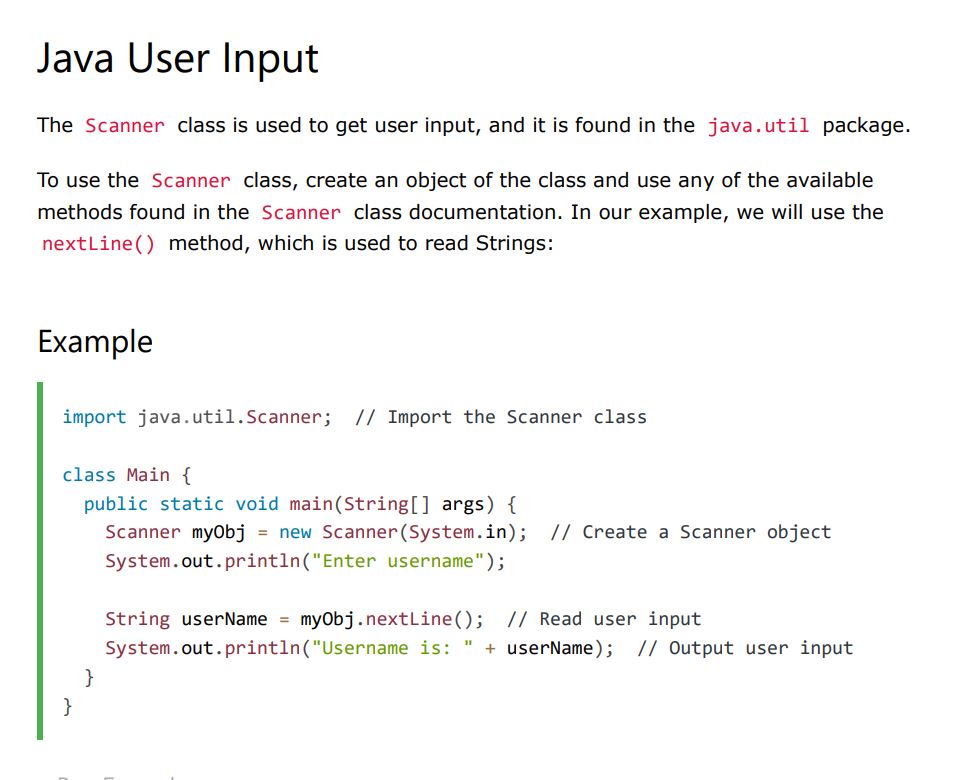 Java User Input
The Scanner class is used to get user input, and it is found in the java.util package.
To use the Scanner class, create an object of the class and use any of the available
methods found in the Scanner class documentation. In our example, we will use the
nextLine() method, which is used to read Strings:
Example
import java.util.Scanner;  // Import the Scanner class
class Main {
  public static void main(String[] args) {
    Scanner myObj = new Scanner(System.in);  // Create a Scanner object
    System.out.println("Enter username");
    String userName = myObj.nextLine();  // Read user input
    System.out.println("Username is: " + userName);  // Output user input
  }
}